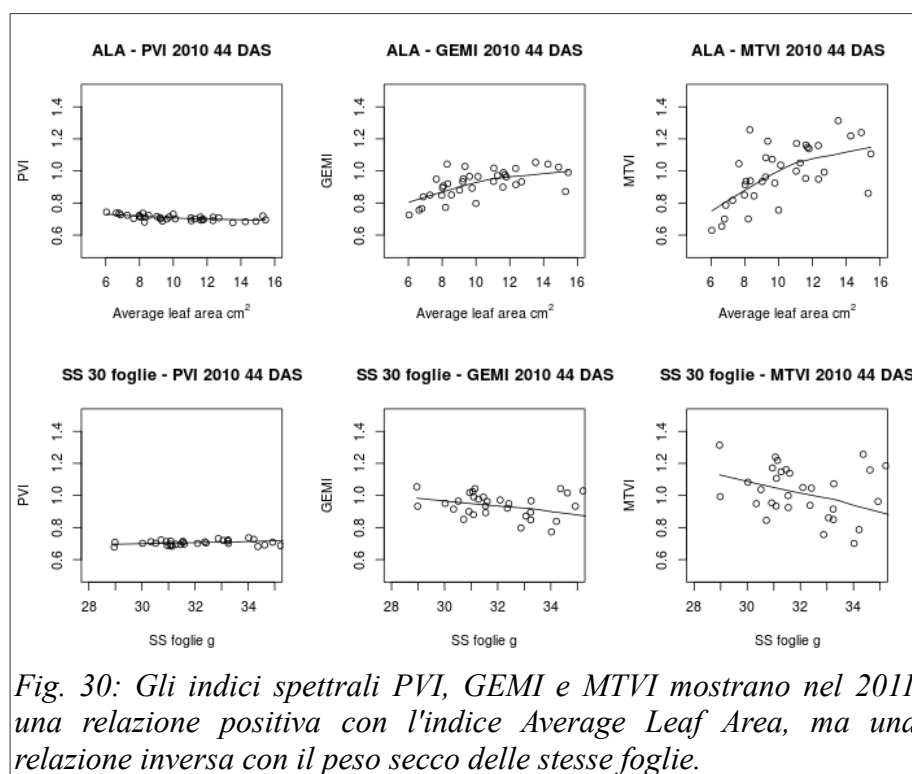 ALA - PVI 2010 44 DAS
ALA - GEMI 2010 44 DAS
ALA - MTVI 2010 44 DAS
PVI
0.6 0.8 1.0 1.2 1.4
6 8 10 12 14 16
Average leaf area cm²
GEMI
0.6 0.8 1.0 1.2 1.4
6 8 10 12 14 16
Average leaf area cm²
MTVI
0.6 0.8 1.0 1.2 1.4
6 8 10 12 14 16
Average leaf area cm²
SS 30 foglie - PVI 2010 44 DAS
SS 30 foglie - GEMI 2010 44 DAS
SS 30 foglie - MTVI 2010 44 DAS
PVI
0.6 0.8 1.0 1.2 1.4
28 30 32 34
SS foglie g
GEMI
0.6 0.8 1.0 1.2 1.4
28 30 32 34
SS foglie g
MTVI
0.6 0.8 1.0 1.2 1.4
28 30 32 34
SS foglie g
Fig. 30: Gli indici spettrali PVI, GEMI e MTVI mostrano nel 2011
una relazione positiva con l'indice Average Leaf Area, ma una
relazione inversa con il peso secco delle stesse foglie.